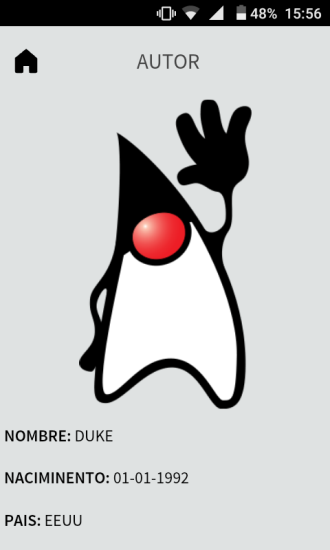 48% 15:56
AUTOR
NOMBRE: DUKE
NACIMINENTO: 01-01-1992
PAIS: EEUU